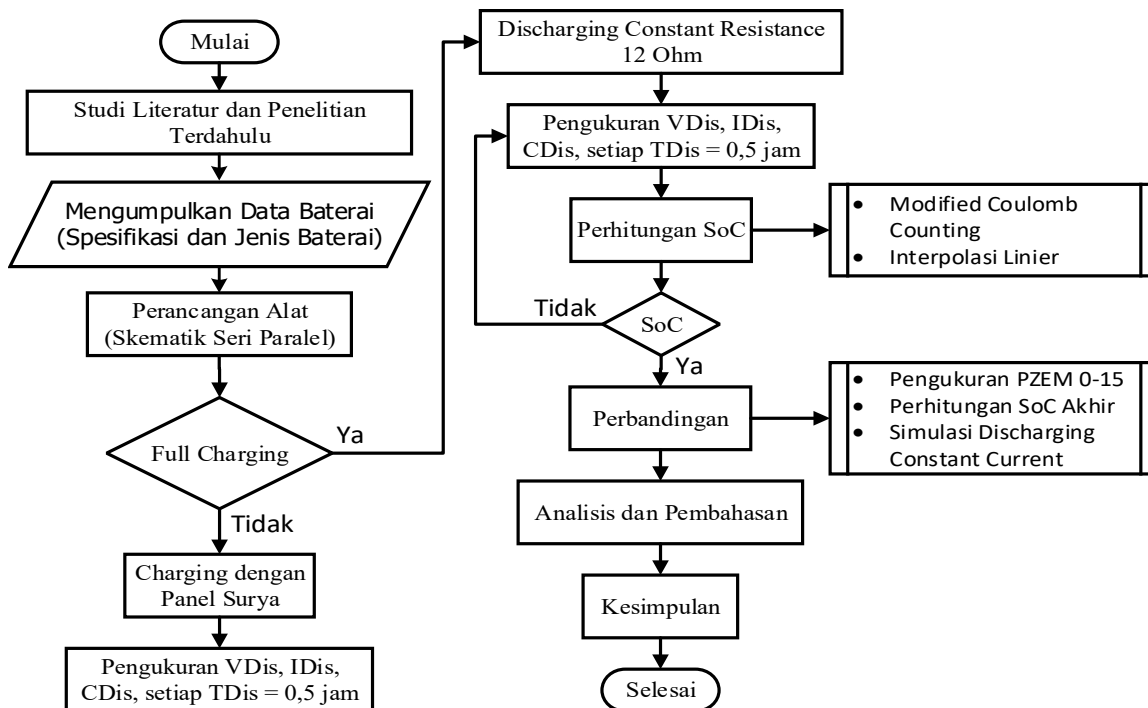 Mulai
Studi Literatur dan Penelitian
Terdahulu
Mengumpulkan Data Baterai
(Spesifikasi dan Jenis Baterai)
Perancangan Alat
(Skematik Seri Paralel)
Full Charging
Ya
Tidak
Charging dengan
Panel Surya
Pengukuran VDis, IDis,
CDis, setiap TDis = 0,5 jam
Discharging Constant Resistance
12 Ohm
Pengukuran VDis, IDis,
CDis, setiap TDis = 0,5 jam
Perhitungan SoC
• Modified Coulomb
Counting
• Interpolasi Linier
Tidak
SoC
Ya
Perbandingan
• Pengukuran PZEM 0-15
• Perhitungan SoC Akhir
• Simulasi Discharging
Constant Current
Analisis dan Pembahasan
Kesimpulan
Selesai